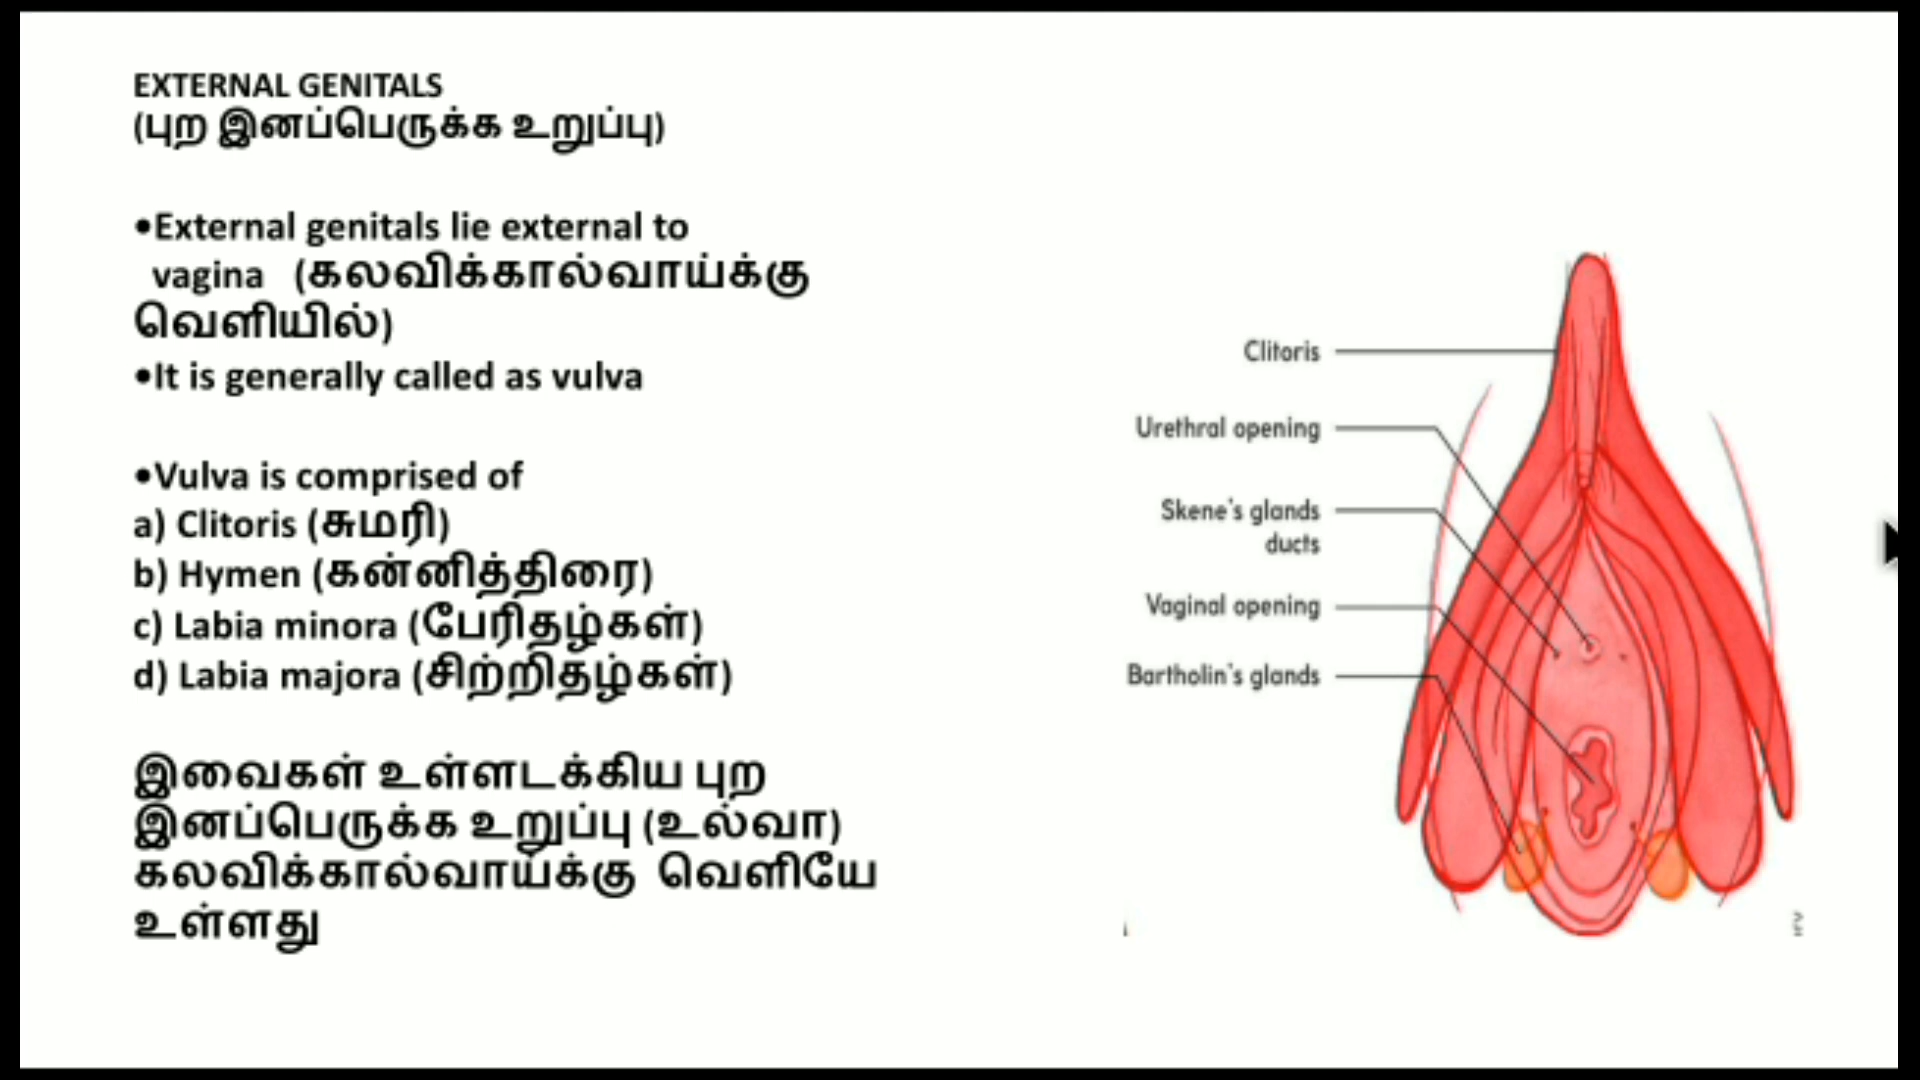 EXTERNAL GENITALS
(புற இனப்பெருக்க உறுப்பு)
•External genitals lie external to
vagina (கலவிக்கால்வாய்க்கு
வெளியில்)
•It is generally called as vulva
•Vulva is comprised of
a) Clitoris (சுமரி)
b) Hymen (கன்னித்திரை)
c) Labia minora (பேரிதழ்கள்)
d) Labia majora (சிற்றிதழ்கள்)
இவைகள் உள்ளடக்கிய புற
இனப்பெருக்க உறுப்பு (உல்வா)
கலவிக்கால்வாய்க்கு வெளியே
உள்ளது
Clitoris
Urethral opening
Skene's glands
ducts
Vaginal opening
Bartholin's glands